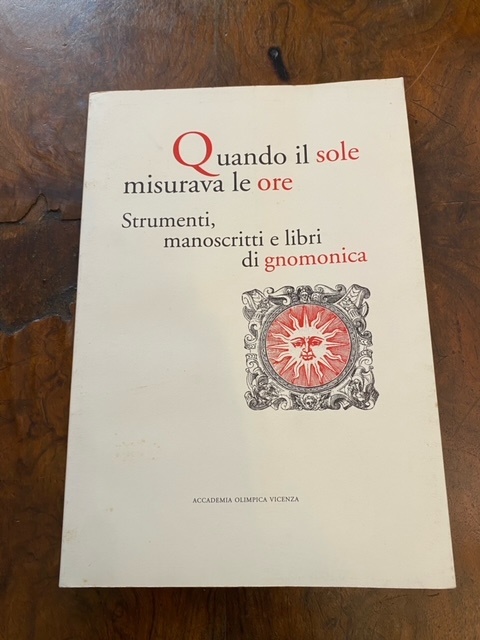 Quando il sole
misurava le ore
Strumenti,
manoscritti e libri
di gnomonica
ACCADEMIA OLIMPICA VICENZA